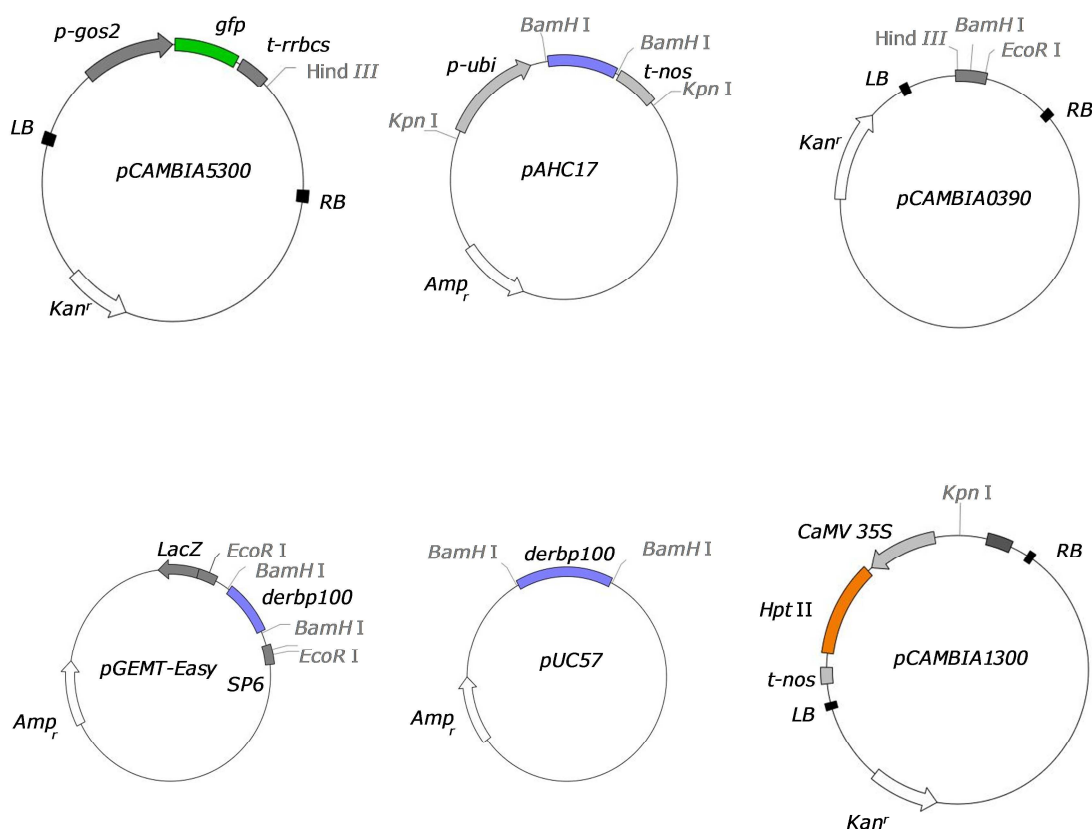 p-gos2
gfp
t-rrbcs
Hind III
LB
pCAMBIA5300
RB
Kanr
BamH I
BamH I
p-ubi
t-nos
Kpn I
Kpn I
pAHC17
Ampr
BamH I
Hind III
EcoR I
LB
RB
Kanr
pCAMBIA0390
LacZ
EcoR I
BamH I
derbp100
BamH I
EcoR I
pGEMT-Easy
SP6
Ampr
BamH I
derbp100
BamH I
pUC57
Ampr
Kpn I
CaMV 35S
RB
Hpt II
pCAMBIA1300
t-nos
LB
Kanr